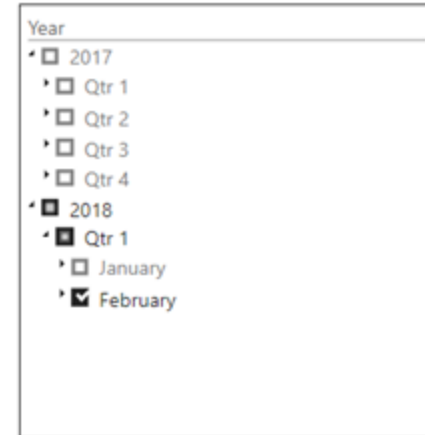 Year
2017
Qtr 1
Qtr 2
Qtr 3
Qtr 4
2018
Qtr 1
January
February